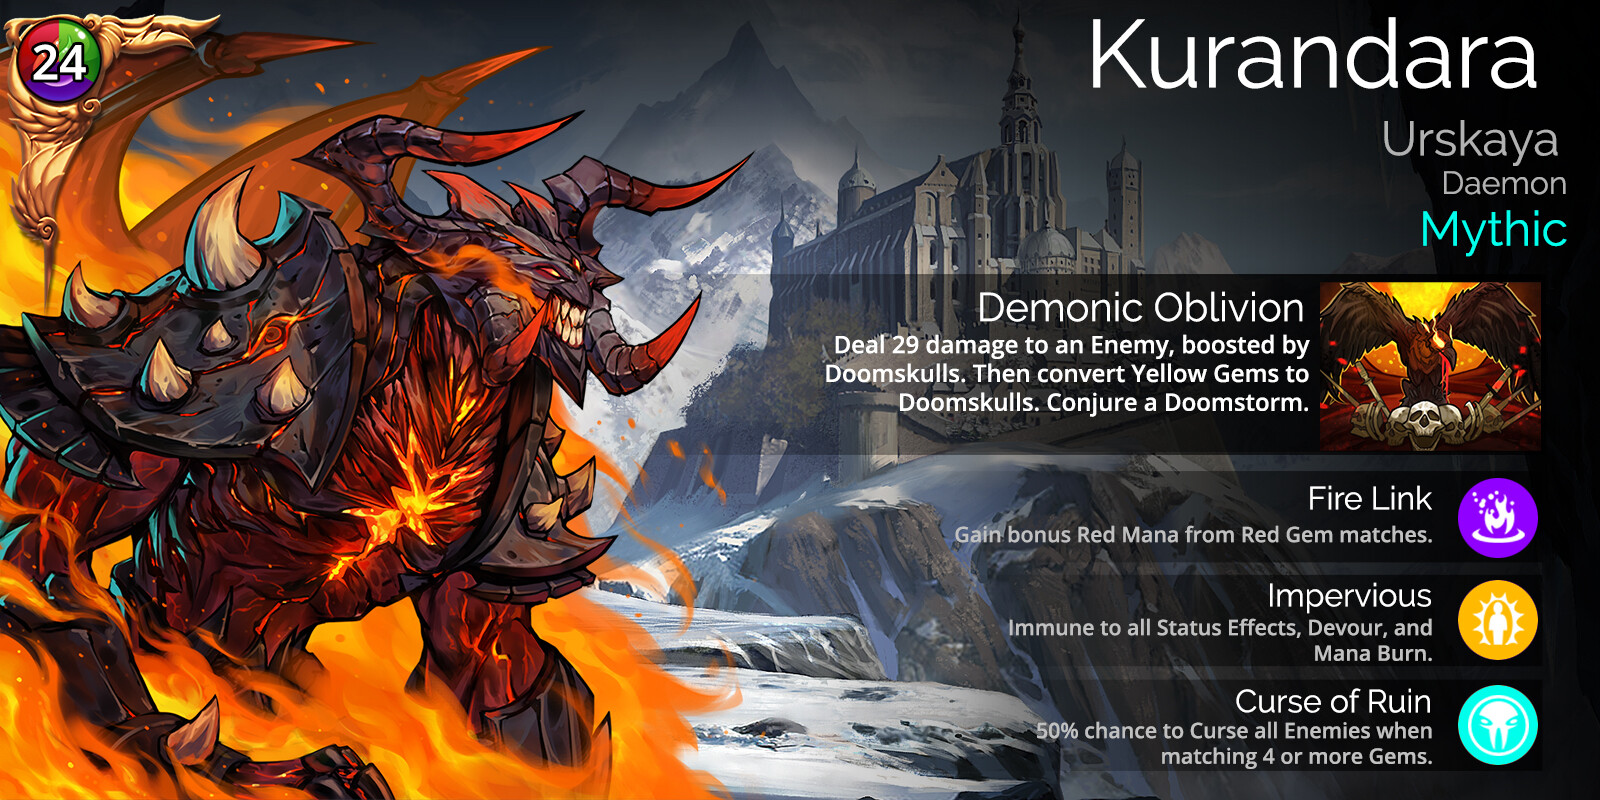 24
Kurandara
Urskaya
Daemon
Mythic
Demonic Oblivion
Deal 29 damage to an Enemy, boosted by
Doomskulls. Then convert Yellow Gems to
Doomskulls. Conjure a Doomstorm.
Fire Link
Gain bonus Red Mana from Red Gem matches.
Impervious
Immune to all Status Effects, Devour, and
Mana Burn.
Curse of Ruin
50% chance to Curse all Enemies when
matching 4 or more Gems.